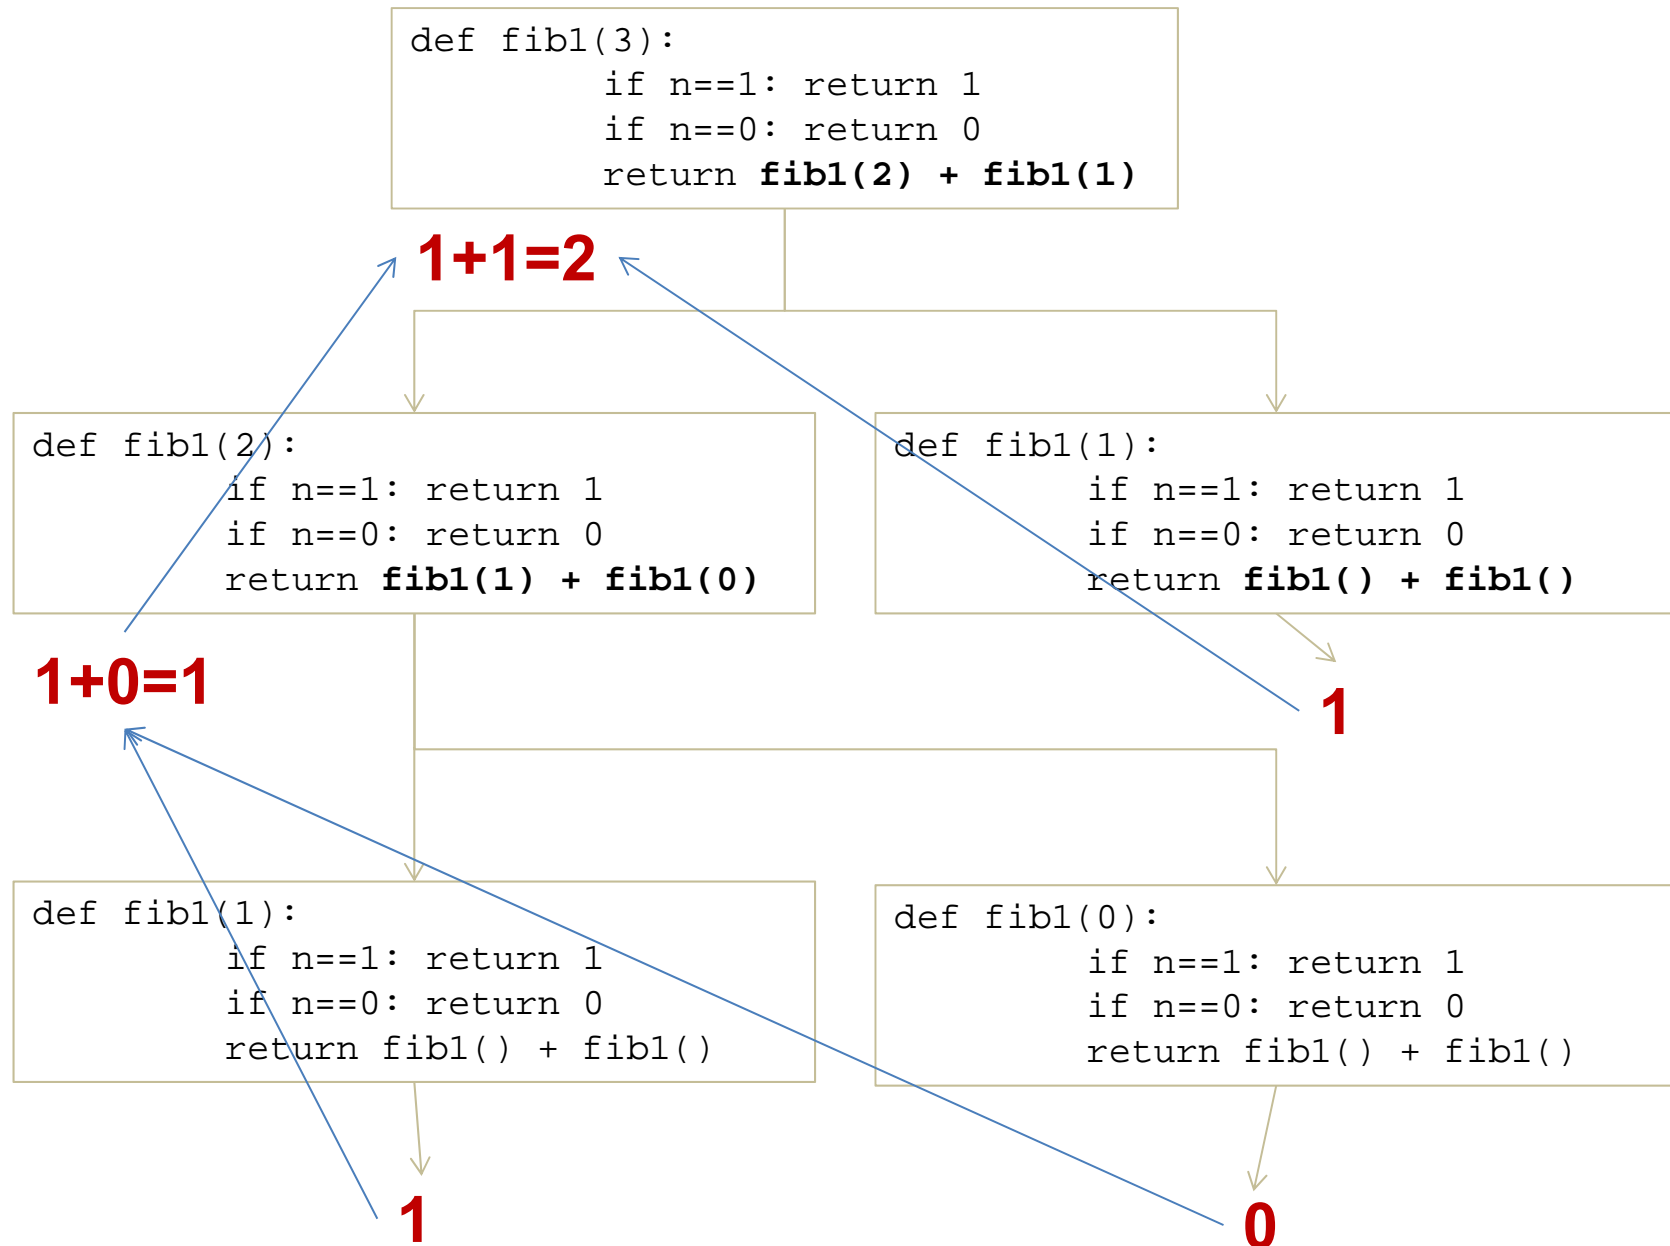 def fib1(3):
if n==1: return 1
if n==0: return 0
return fib1(2) + fib1(1)
1+1=2
def fib1(2):
if n==1: return 1
if n==0: return 0
return fib1(1) + fib1(0)
def fib1(1):
if n==1: return 1
if n==0: return 0
return fib1() + fib1()
1+0=1
1
def fib1(1):
if n==1: return 1
if n==0: return 0
return fib1() + fib1()
def fib1(0):
if n==1: return 1
if n==0: return 0
return fib1() + fib1()
1
0